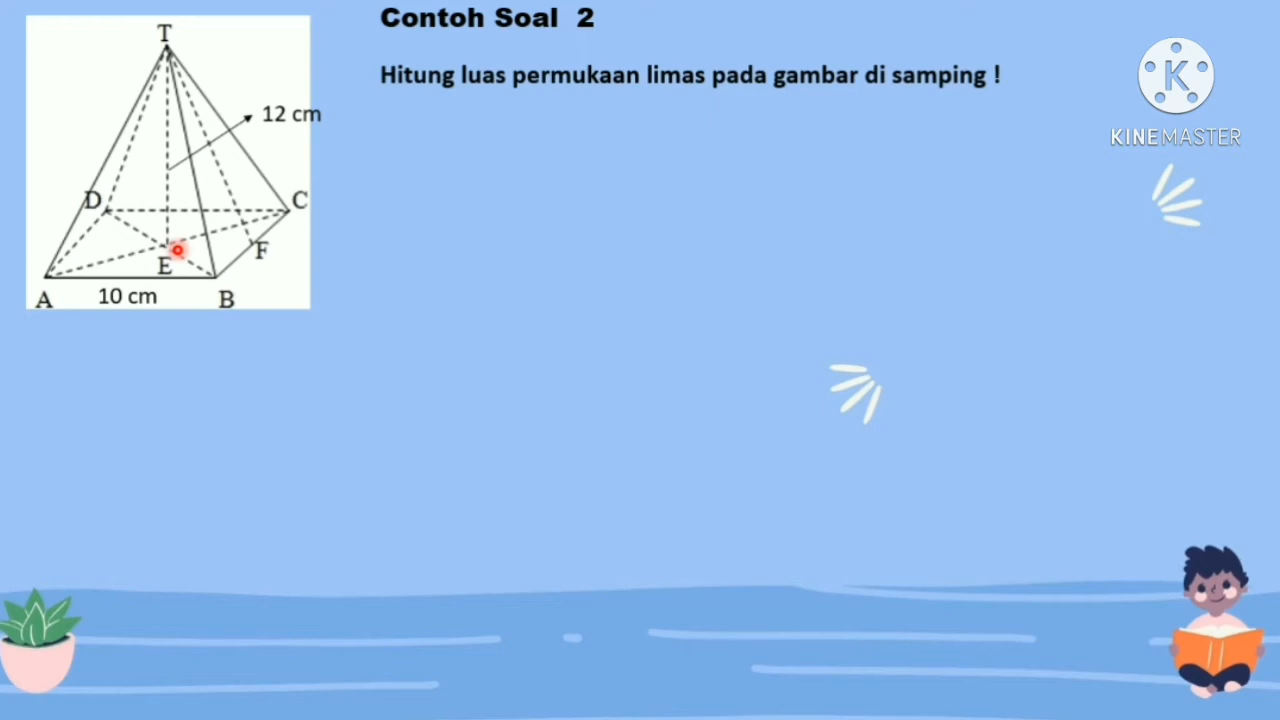 Contoh Soal 2
Hitung luas permukaan limas pada gambar di samping !
T
12 cm
D
C
E
F
A
10 cm
B
K
KINEMASTER